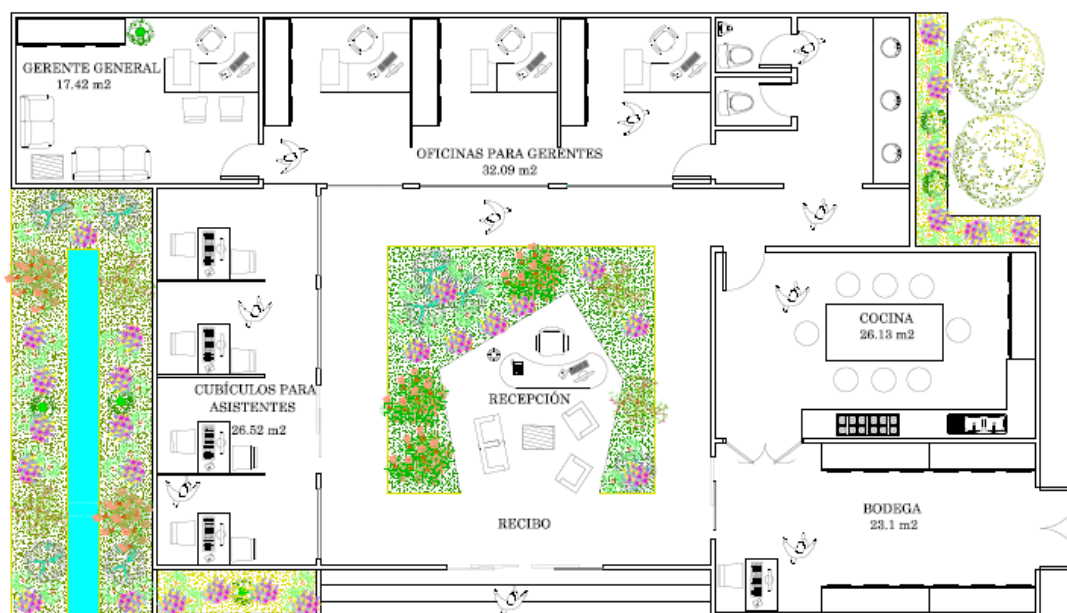 GERENTE GENERAL
17.42 m2
OFICINAS PARA GERENTES
32.09 m2
COCINA
26.13 m2
CUBÍCULOS PARA
ASISTENTES
26.52 m2
RECEPCIÓN
RECIBO
BODEGA
23.1 m2